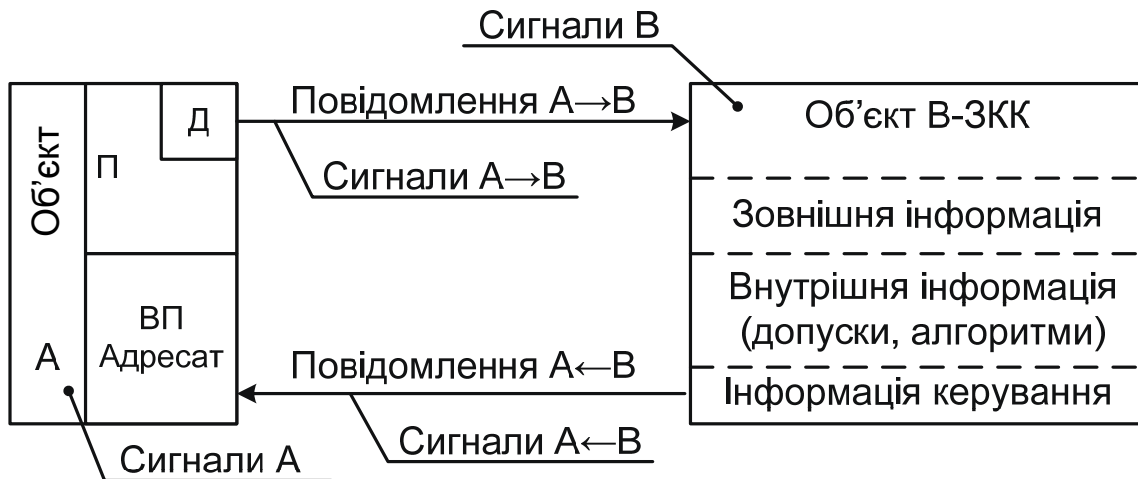 Сигнали В
Об’єкт
А
П
Д
ВП
Адресат
Сигнали А
Повідомлення А→В
Сигнали А→В
Повідомлення А←В
Сигнали А←В
Об’єкт В-ЗКК
Зовнішня інформація
Внутрішня інформація
(допуски, алгоритми)
Інформація керування